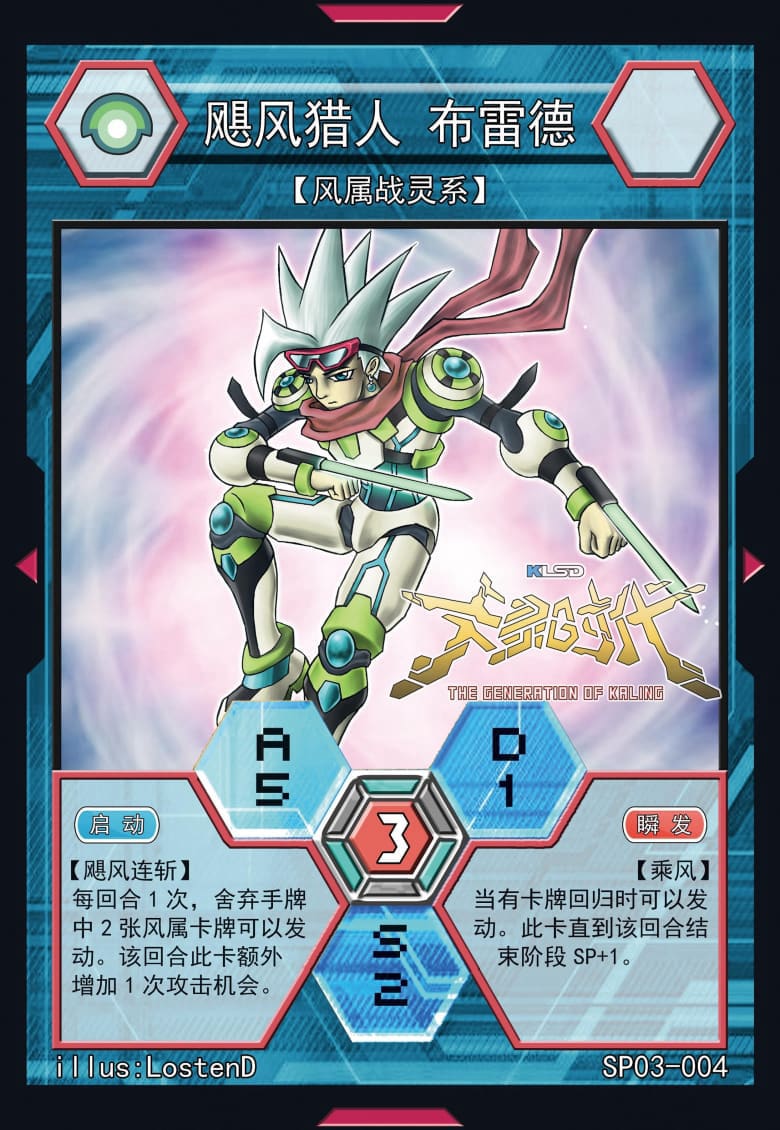 飓风猎人 布雷德
【风属战灵系】
KLSD
卡灵时代
THE GENERATION OF KALING
A
5
D
1
3
S
2
启动
【飓风连斩】
每回合1次，舍弃手牌
中2张风属卡牌可以发
动。该回合此卡额外
增加1次攻击机会。
瞬发
【乘风】
当有卡牌回归时可以发
动。此卡直到该回合结
束阶段SP+1。
illus:LostenD
SP03-004